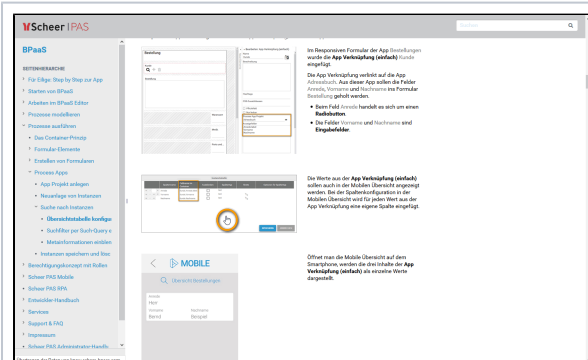 Scheer PAS
BPaaS
SEITENHIERARCHIE
Für Eilige: Step by Step zur App
Starten von BPaaS
Arbeiten im BPaaS Editor
Prozesse modellieren
Prozesse ausführen
Das Container-Prinzip
Formular-Elemente
Erstellen von Formularen
Process Apps
App Projekt anlegen
Neuanlage von Instanzen
Suche nach Instanzen
Übersichtstabelle konfigu
Suchfilter per Such-Query e
Metainformationen einblen
Instanzen speichern und lösc
Berechtigungskonzept mit Rollen
Scheer PAS Mobile
Scheer PAS RPA
Entwickler-Handbuch
Services
Support & FAQ
Impressum
Scheer PAS Administrator-Handb
Bestellung
Im Responsiven Formular der App Bestellungen
wurde die App Verknüpfung (einfach) Kunde
eingefügt.
Die App Verknüpfung verlinkt auf die App
Adressbuch. Aus dieser App sollen die Felder
Anrede, Vorname und Nachname ins Formular
Bestellung geholt werden.
Beim Feld Anrede handelt es sich um einen
Radiobutton.
Die Felder Vorname und Nachname sind
Eingabefelder.
Die Werte aus der App Verknüpfung (einfach)
sollen auch in der Mobilen Übersicht angezeigt
werden. Bei der Spaltenkonfiguration in der
Mobilen Übersicht wird für jeden Wert aus der
App Verknüpfung eine eigene Spalte eingefügt.
MOBILE
Übersicht Bestellungen
Anrede
Herr
Vorname Nachname
Bernd Beispiel
Öffnet man die Mobile Übersicht auf dem
Smartphone, werden die drei Inhalte der App
Verknüpfung (einfach) als einzelne Werte
dargestellt.